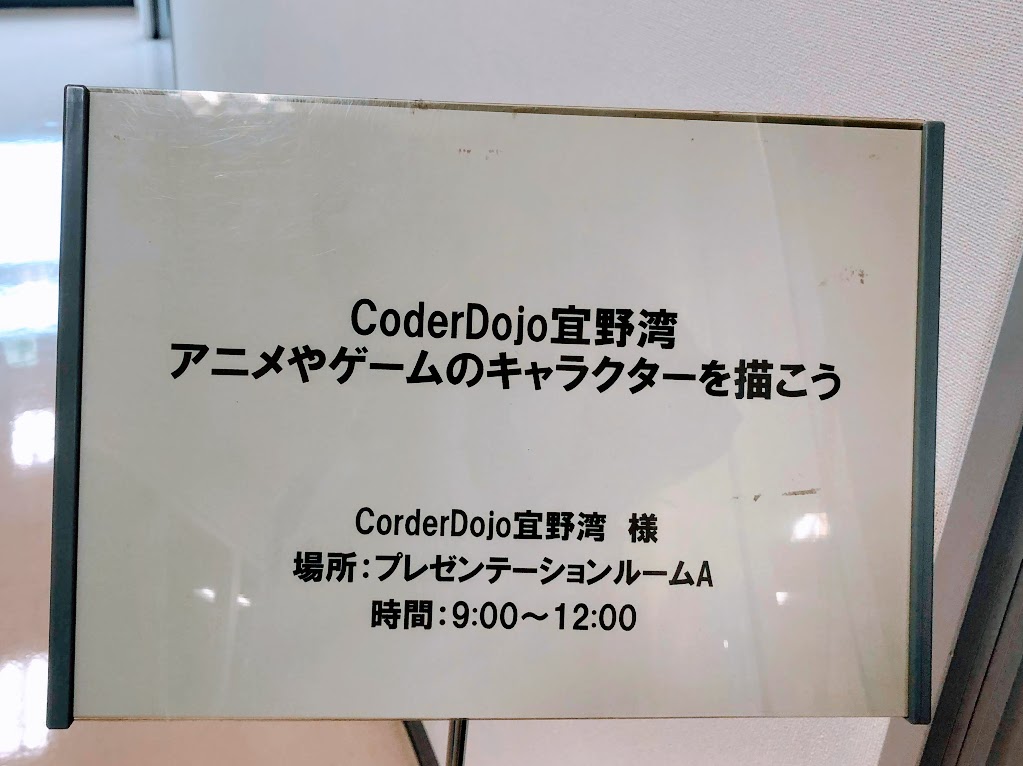 CoderDojo宜野湾
アニメやゲームのキャラクターを描こう
CorderDojo宜野湾 様
場所:プレゼンテーションルームA
時間:9:00~12:00